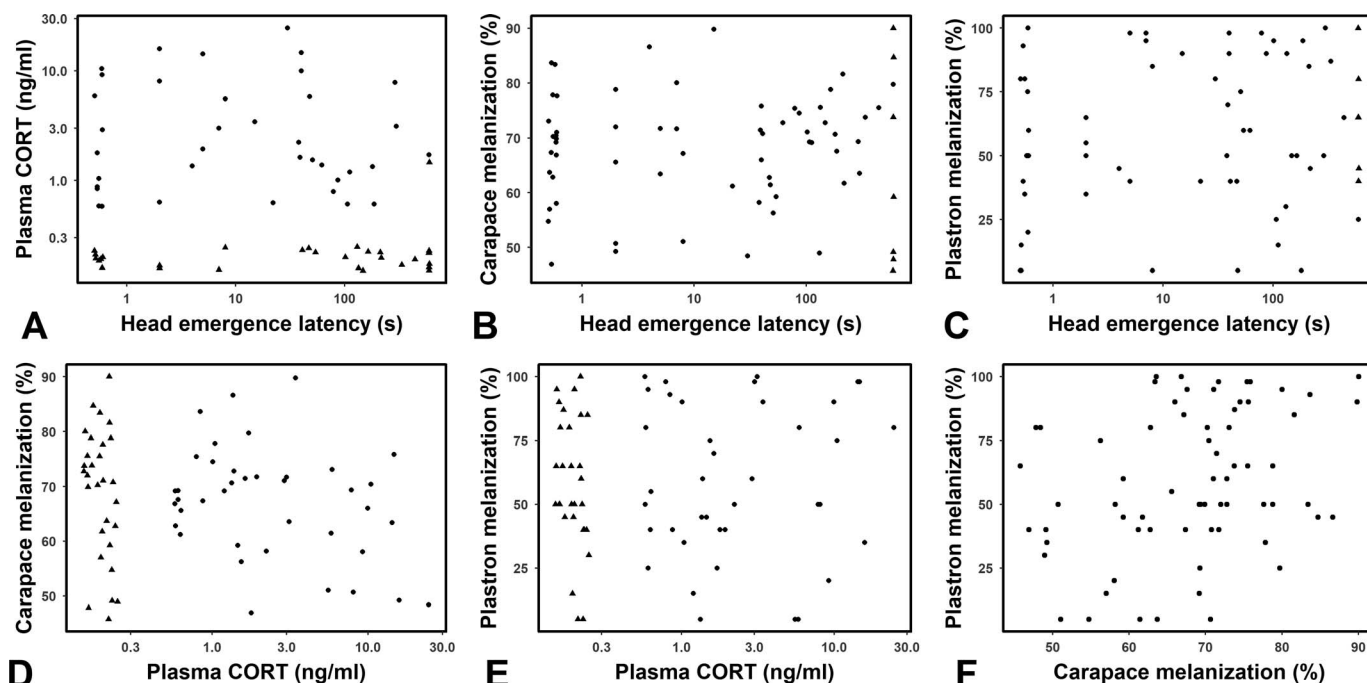 30.0
10.0
3.0
1.0
0.3
Plasma CORT (ng/ml)
1 10 100
Head emergence latency (s)
A
90
80
70
60
50
Carapace melanization (%)
1 10 100
Head emergence latency (s)
B
100
75
50
25
Plastron melanization (%)
1 10 100
Head emergence latency (s)
C
90
80
70
60
50
Carapace melanization (%)
0.3 1.0 3.0 10.0 30.0
Plasma CORT (ng/ml)
D
100
75
50
25
Plastron melanization (%)
0.3 1.0 3.0 10.0 30.0
Plasma CORT (ng/ml)
E
100
75
50
25
Plastron melanization (%)
50 60 70 80 90
Carapace melanization (%)
F